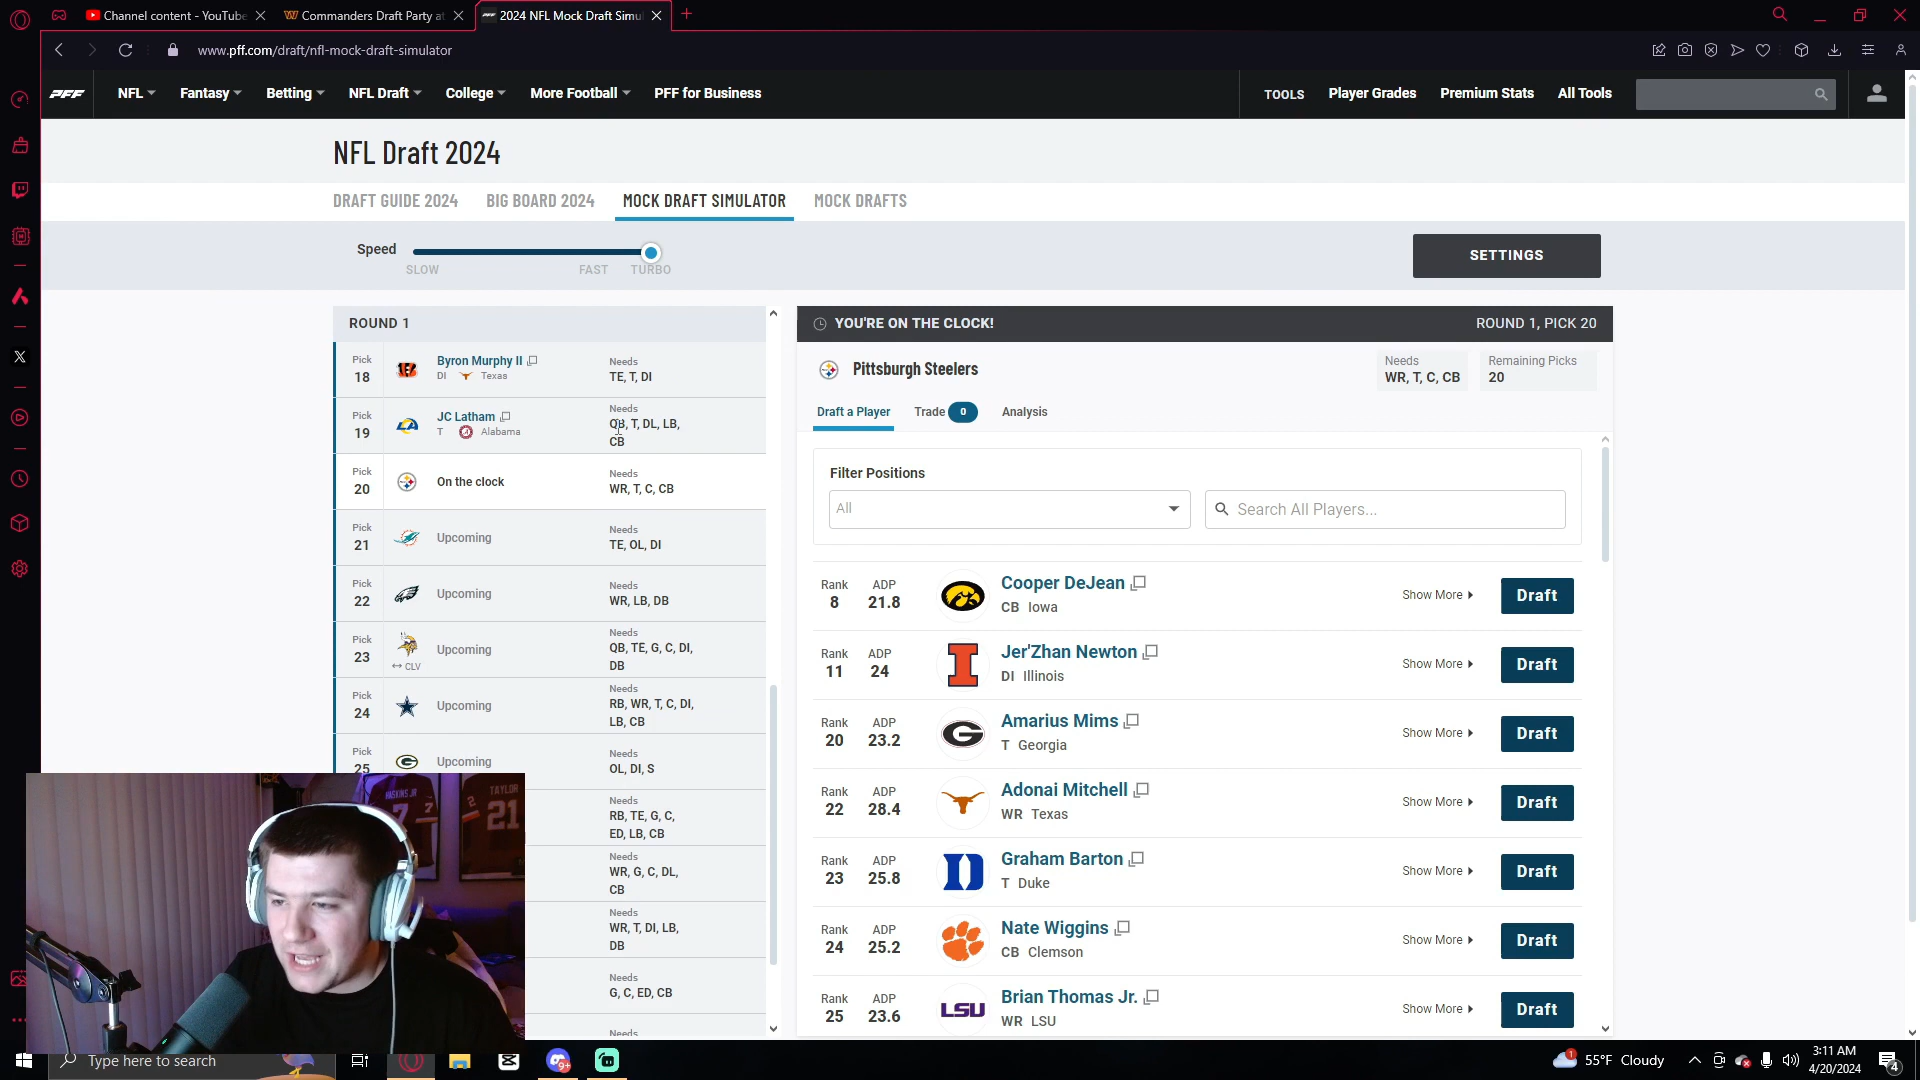 Channel content - YouTube
Commanders Draft Party at
2024 NFL Mock Draft Simu
www.pff.com/draft/nfl-mock-draft-simulator
PFF
NFL
Fantasy
Betting
NFL Draft
College
More Football
PFF for Business
TOOLS
Player Grades
Premium Stats
All Tools
NFL Draft 2024
DRAFT GUIDE 2024
BIG BOARD 2024
MOCK DRAFT SIMULATOR
MOCK DRAFTS
Speed
SLOW
FAST
TURBO
SETTINGS
ROUND 1
Pick
18
Byron Murphy II
DI Texas
Needs
TE, T, DI
Pick
19
JC Latham
T Alabama
Needs
QB, T, DL, LB,
CB
Pick
20
On the clock
Needs
WR, T, C, CB
Pick
21
Upcoming
Needs
TE, OL, DI
Pick
22
Upcoming
Needs
WR, LB, DB
Pick
23
CLV
Upcoming
Needs
QB, TE, G, C, DI,
DB
Pick
24
Upcoming
Needs
RB, WR, T, C, DI,
LB, CB
Pick
25
Upcoming
Needs
OL, DI, S
Needs
RB, TE, G, C,
ED, LB, CB
Needs
WR, G, C, DL,
CB
Needs
WR, T, DI, LB,
DB
Needs
G, C, ED, CB
Needs
YOU'RE ON THE CLOCK!
ROUND 1, PICK 20
Pittsburgh Steelers
Needs
WR, T, C, CB
Remaining Picks
20
Draft a Player
Trade 0
Analysis
Filter Positions
All
Search All Players...
Rank
8
ADP
21.8
Cooper DeJean
CB Iowa
Show More
Draft
Rank
11
ADP
24
Jer'Zhan Newton
DI Illinois
Show More
Draft
Rank
20
ADP
23.2
Amarius Mims
T Georgia
Show More
Draft
Rank
22
ADP
28.4
Adonai Mitchell
WR Texas
Show More
Draft
Rank
23
ADP
25.8
Graham Barton
T Duke
Show More
Draft
Rank
24
ADP
25.2
Nate Wiggins
CB Clemson
Show More
Draft
Rank
25
ADP
23.6
LSU
Brian Thomas Jr.
WR LSU
Show More
Draft
HASKINS JR
7
TAYLOR
21
Type here to search
9+
1
55°F Cloudy
3:11 AM
4/20/2024
4